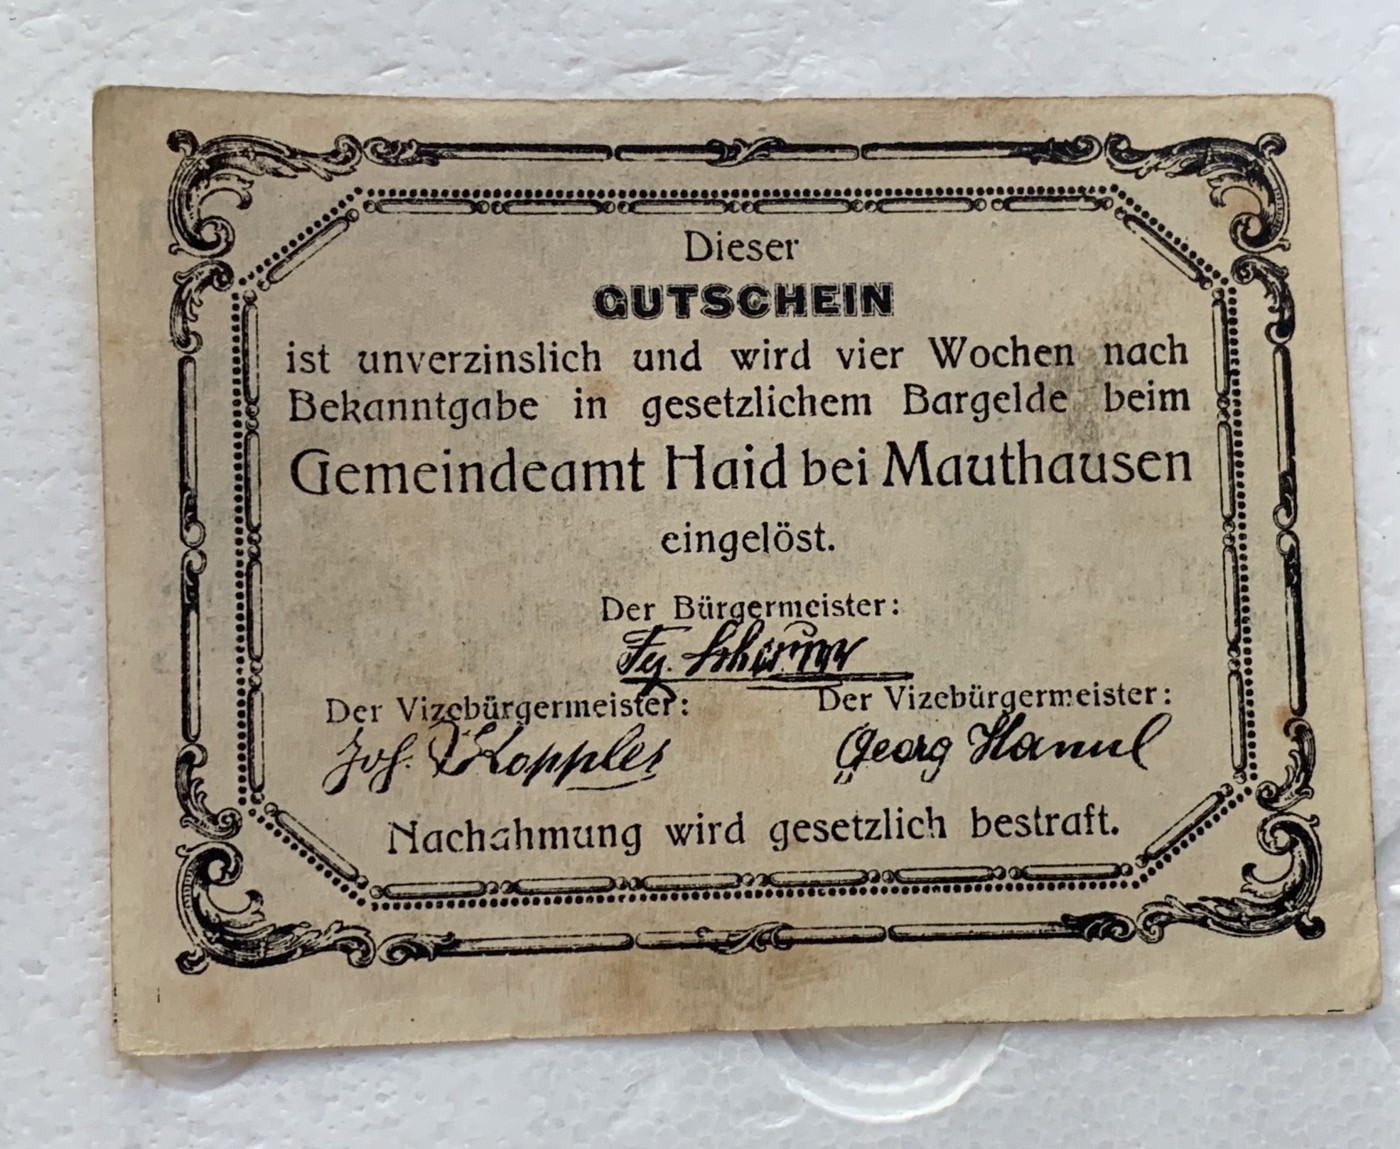 Dieser
GUTSCHEIN
ist unverzinslich und wird vier Wochen nach
Bekanntgabe in gesetzlichem Bargelde beim
Gemeindeamt Haid bei Mauthausen
eingelöst.
Der Bürgermeister:
Der Vizebürgermeister: Der Vizebürgermeister:
Joh. Georg
Nachahmung wird gesetzlich bestraft.